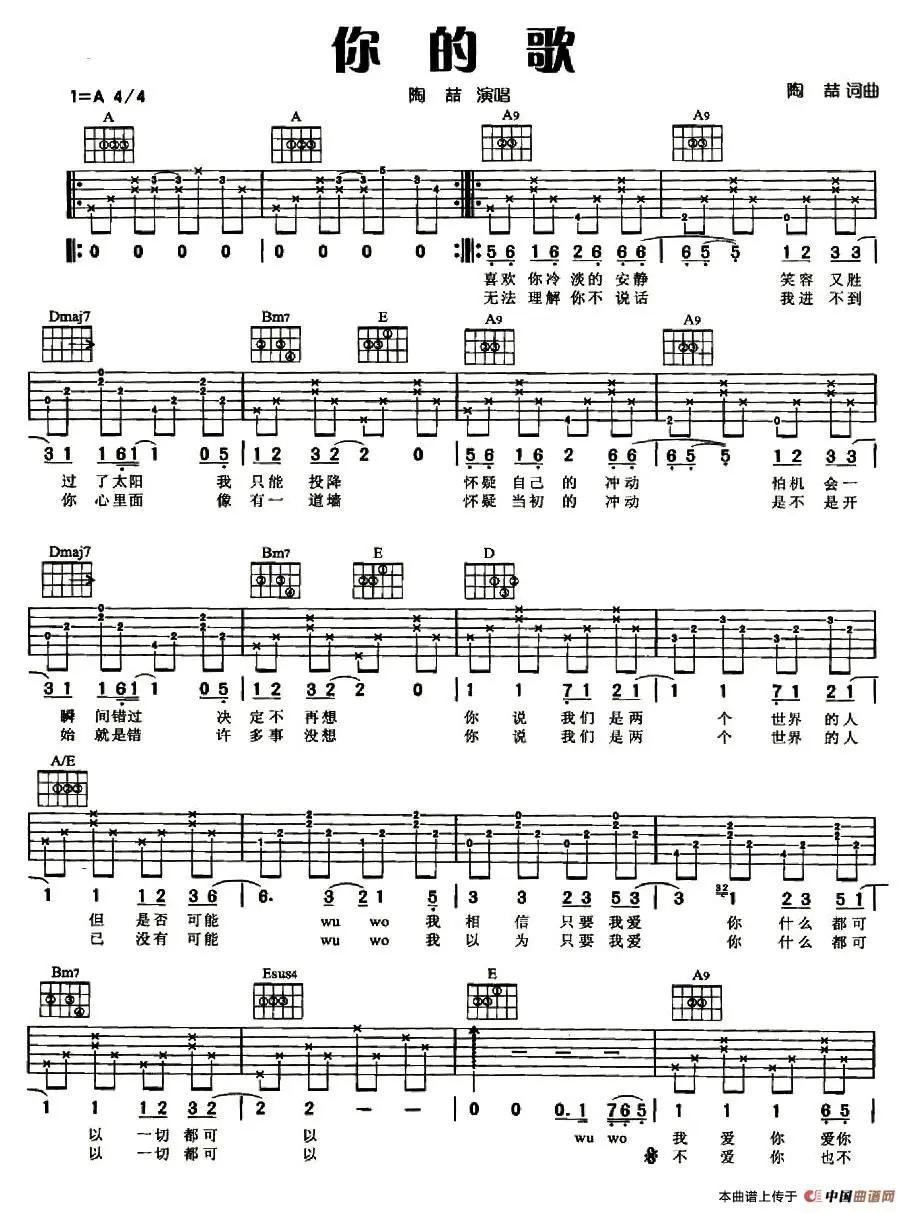 你的歌
1=A 4/4
陶 喆 演唱
陶 喆 词曲
A A A9 A9
0 0 0 0 0 0 0 0 5 6 1 6 2 6 6 6 6 5 5 1 2 3 3
喜欢 你冷 淡的 安静 笑容 又胜
无法 理解 你不 说话 我进 不到
Dmaj7 Bm7 E A9 A9
3 1 1 6 1 1 0 5 1 2 3 2 2 0 5 6 1 6 2 6 6 6 5 5 1 2 3 3
过 了太阳 我 只能 投降 怀疑 自己 的 冲动 怕机 会一
你 心里面 像 有一 道墙 怀疑 当初 的 冲动 是不 是开
Dmaj7 Bm7 E D
3 1 1 6 1 1 0 5 1 2 3 2 2 0 1 1 7 1 2 1 1 1 7 1 2 1
瞬 间错过 决 定不 再想 你 说 我们 是两 个 世界 的人
始 就是错 许 多事 没想 你 说 我们 是两 个 世界 的人
A/E
1 1 1 2 3 6 6. 3 2 1 5 3 3 2 3 5 3 3 32 1 2 3 5 1
但 是否 可能 wu wo 我 相 信 只要 我爱 你 什么 都可
已 没有 可能 wu wo 我 以 为 只要 我爱 你 什么 都可
Bm7 Esus4 E A9
1 1 1 2 3 2 2 2 — — 0 0 0. 1 7 6 5 1 1 1 6 5
以 一切 都可 以 wu wo 我 爱 你 爱你
以 一切 都可 以 不 爱 你 也不
本曲谱上传于 中国曲谱网